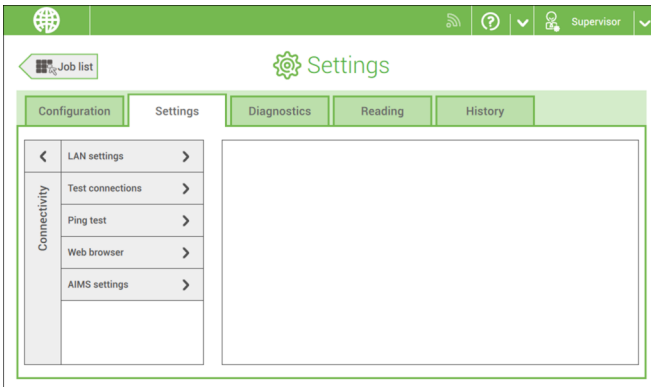 Supervisor
Job list
Settings
Configuration Settings Diagnostics Reading History
Connectivity
LAN settings
Test connections
Ping test
Web browser
AIMS settings